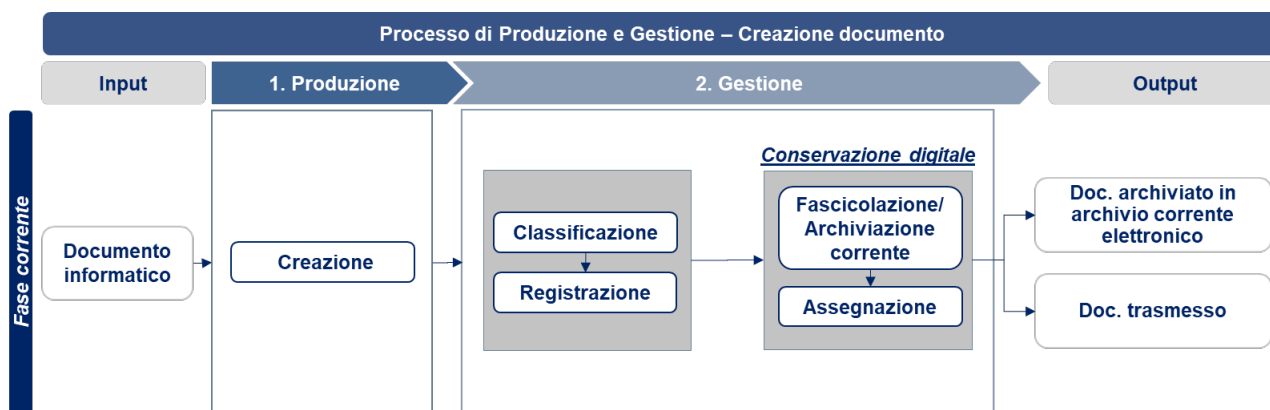 Processo di Produzione e Gestione – Creazione documento
Input
1. Produzione
2. Gestione
Output
Fase corrente
Documento
informatico
Creazione
Classificazione
Registrazione
Conservazione digitale
Fascicolazione/
Archiviazione
corrente
Assegnazione
Doc. archiviato in
archivio corrente
elettronico
Doc. trasmesso